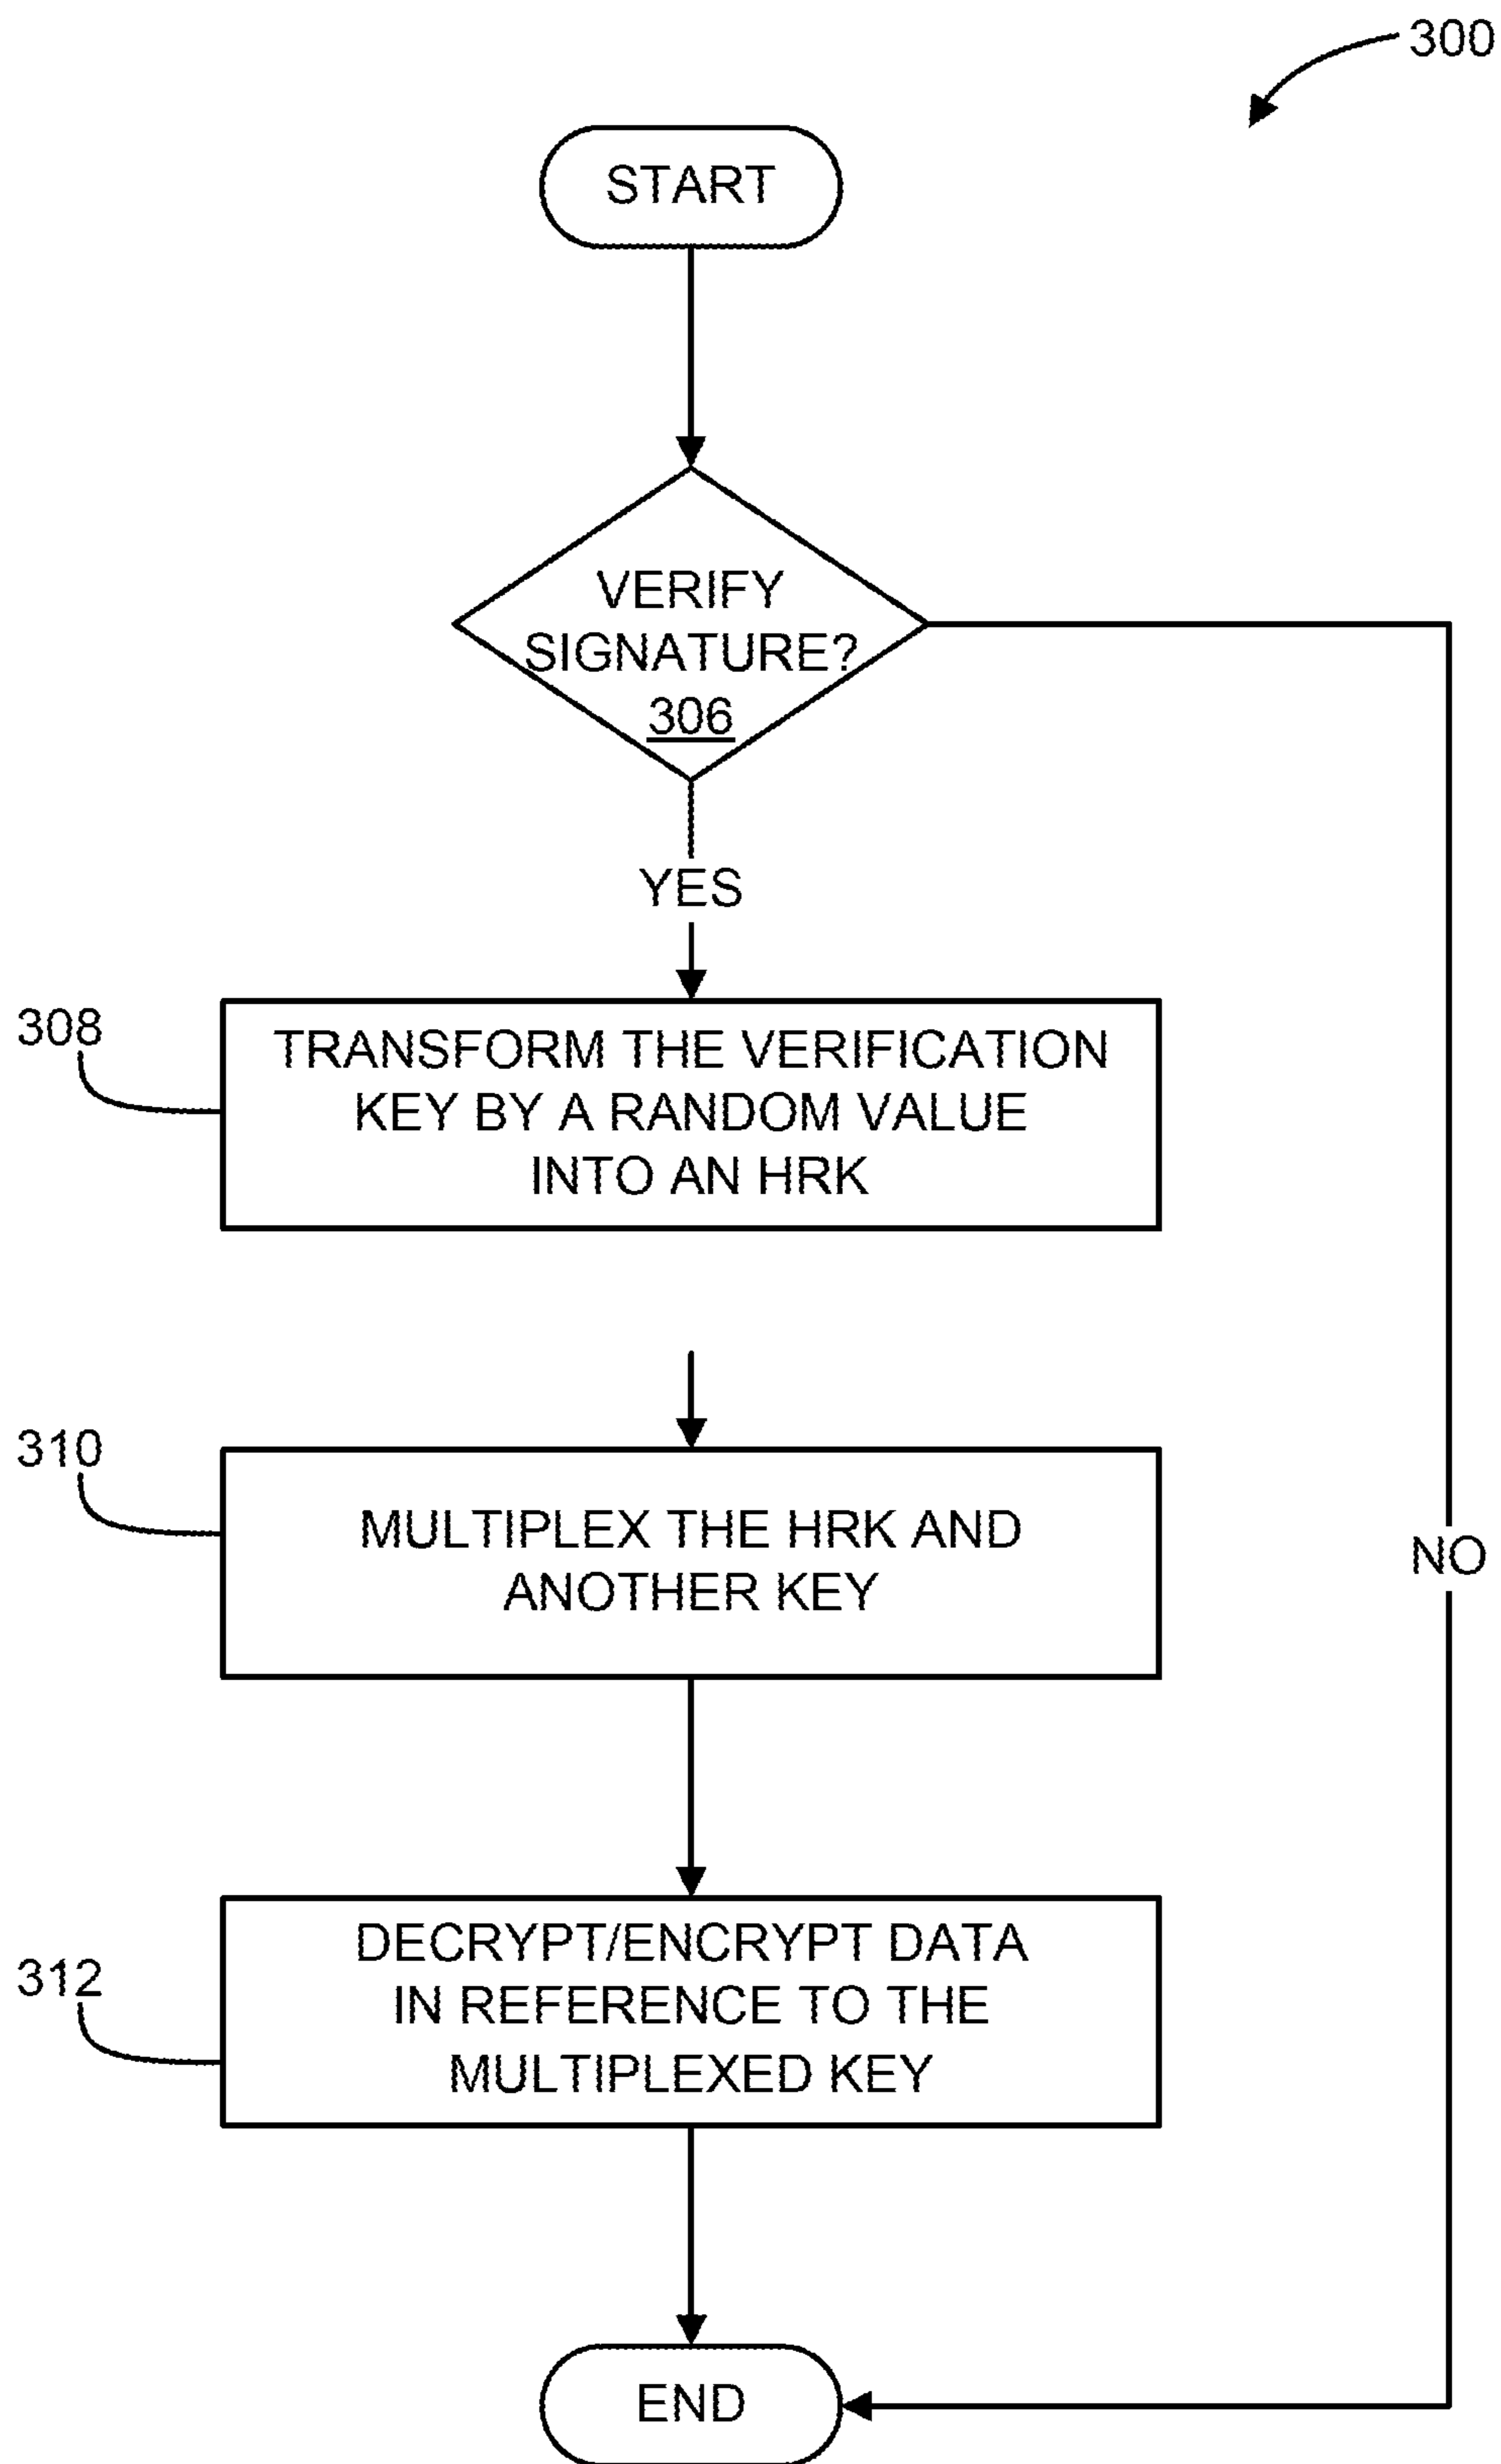 300
START
VERIFY
SIGNATURE?
306
YES
308
TRANSFORM THE VERIFICATION
KEY BY A RANDOM VALUE
INTO AN HRK
310
MULTIPLEX THE HRK AND
ANOTHER KEY
NO
312
DECRYPT/ENCRYPT DATA
IN REFERENCE TO THE
MULTIPLEXED KEY
END